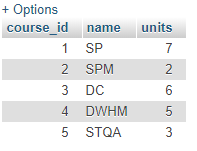 + Options
course_id name units
1 SP 7
2 SPM 2
3 DC 6
4 DWHM 5
5 STQA 3